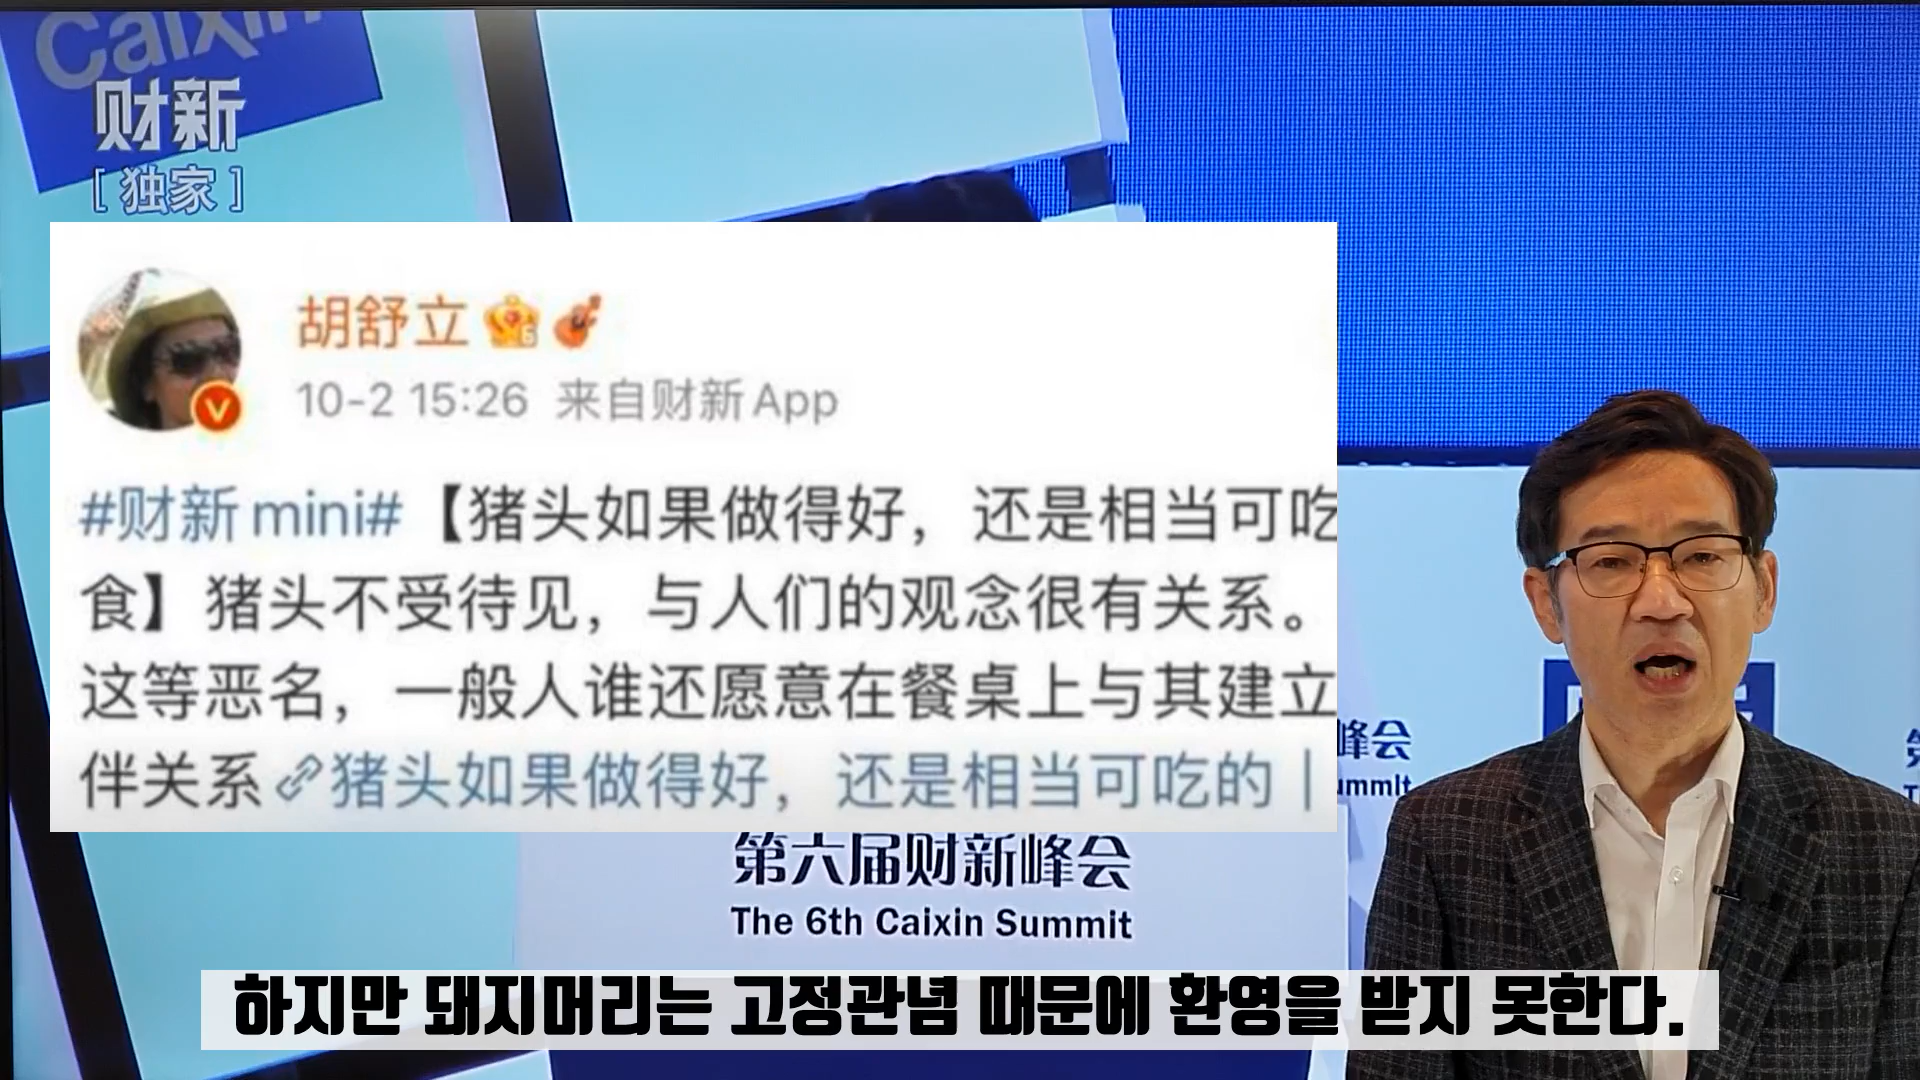 Caixin
财新
[独家]
胡舒立
10-2 15:26 来自财新App
#财新mini#【猪头如果做得好，还是相当可吃
食】猪头不受待见，与人们的观念很有关系。
这等恶名，一般人谁还愿意在餐桌上与其建立
伴关系 猪头如果做得好，还是相当可吃的｜
峰会
ummit
第六届财新峰会
The 6th Caixin Summit
하지만 돼지머리는 고정관념 때문에 환영을 받지 못한다.